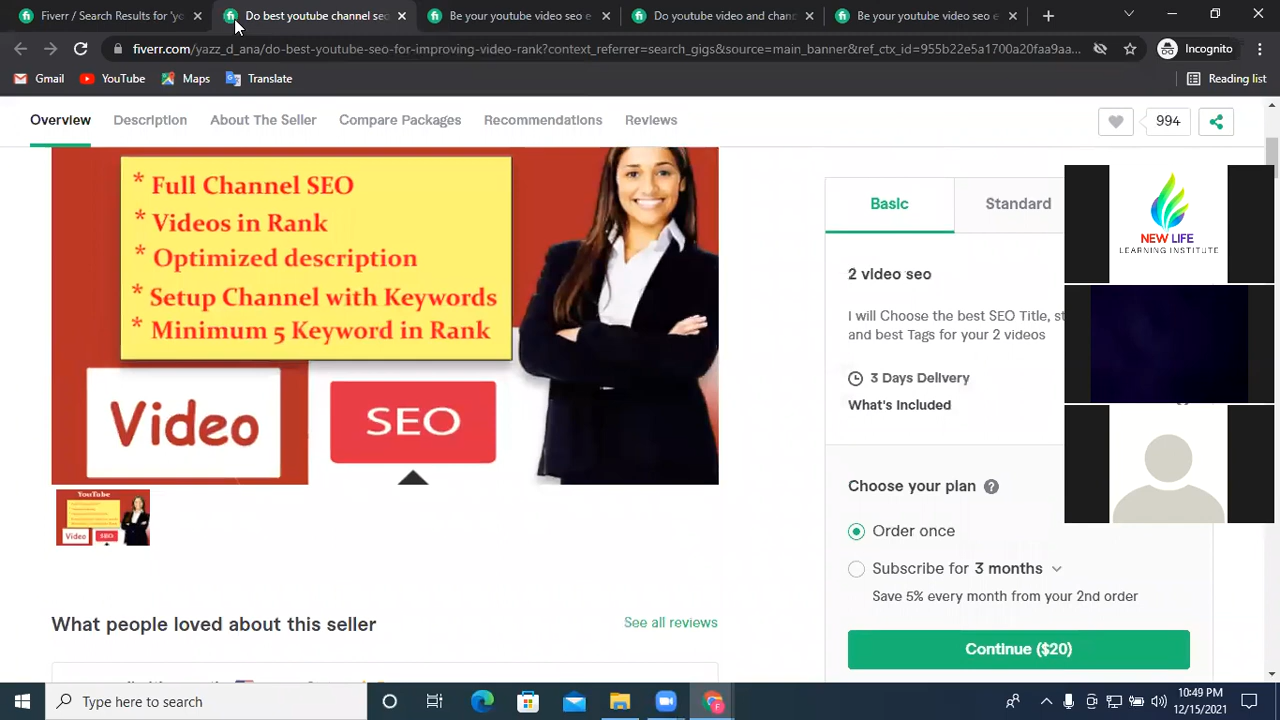 Fiverr / Search Results for 'yc
Do best youtube channel seo
Be your youtube video seo e
Do youtube video and chann
Be your youtube video seo e
fiverr.com/yazz_d_ana/do-best-youtube-seo-for-improving-video-rank?context_referrer=search_gigs&source=main_banner&ref_ctx_id=955b22e5a1700a20faa9aa...
Incognito
Gmail
YouTube
Maps
Translate
Reading list
Overview
Description
About The Seller
Compare Packages
Recommendations
Reviews
994
* Full Channel SEO
* Videos in Rank
* Optimized description
* Setup Channel with Keywords
* Minimum 5 Keyword in Rank
Video
SEO
YouTube
Video
SEO
What people loved about this seller
See all reviews
Basic
Standard
2 video seo
I will Choose the best SEO Title, st
and best Tags for your 2 videos
3 Days Delivery
What's Included
Choose your plan ?
Order once
Subscribe for 3 months
Save 5% every month from your 2nd order
Continue ($20)
NEW LIFE
LEARNING INSTITUTE
Type here to search
F
10:49 PM
12/15/2021